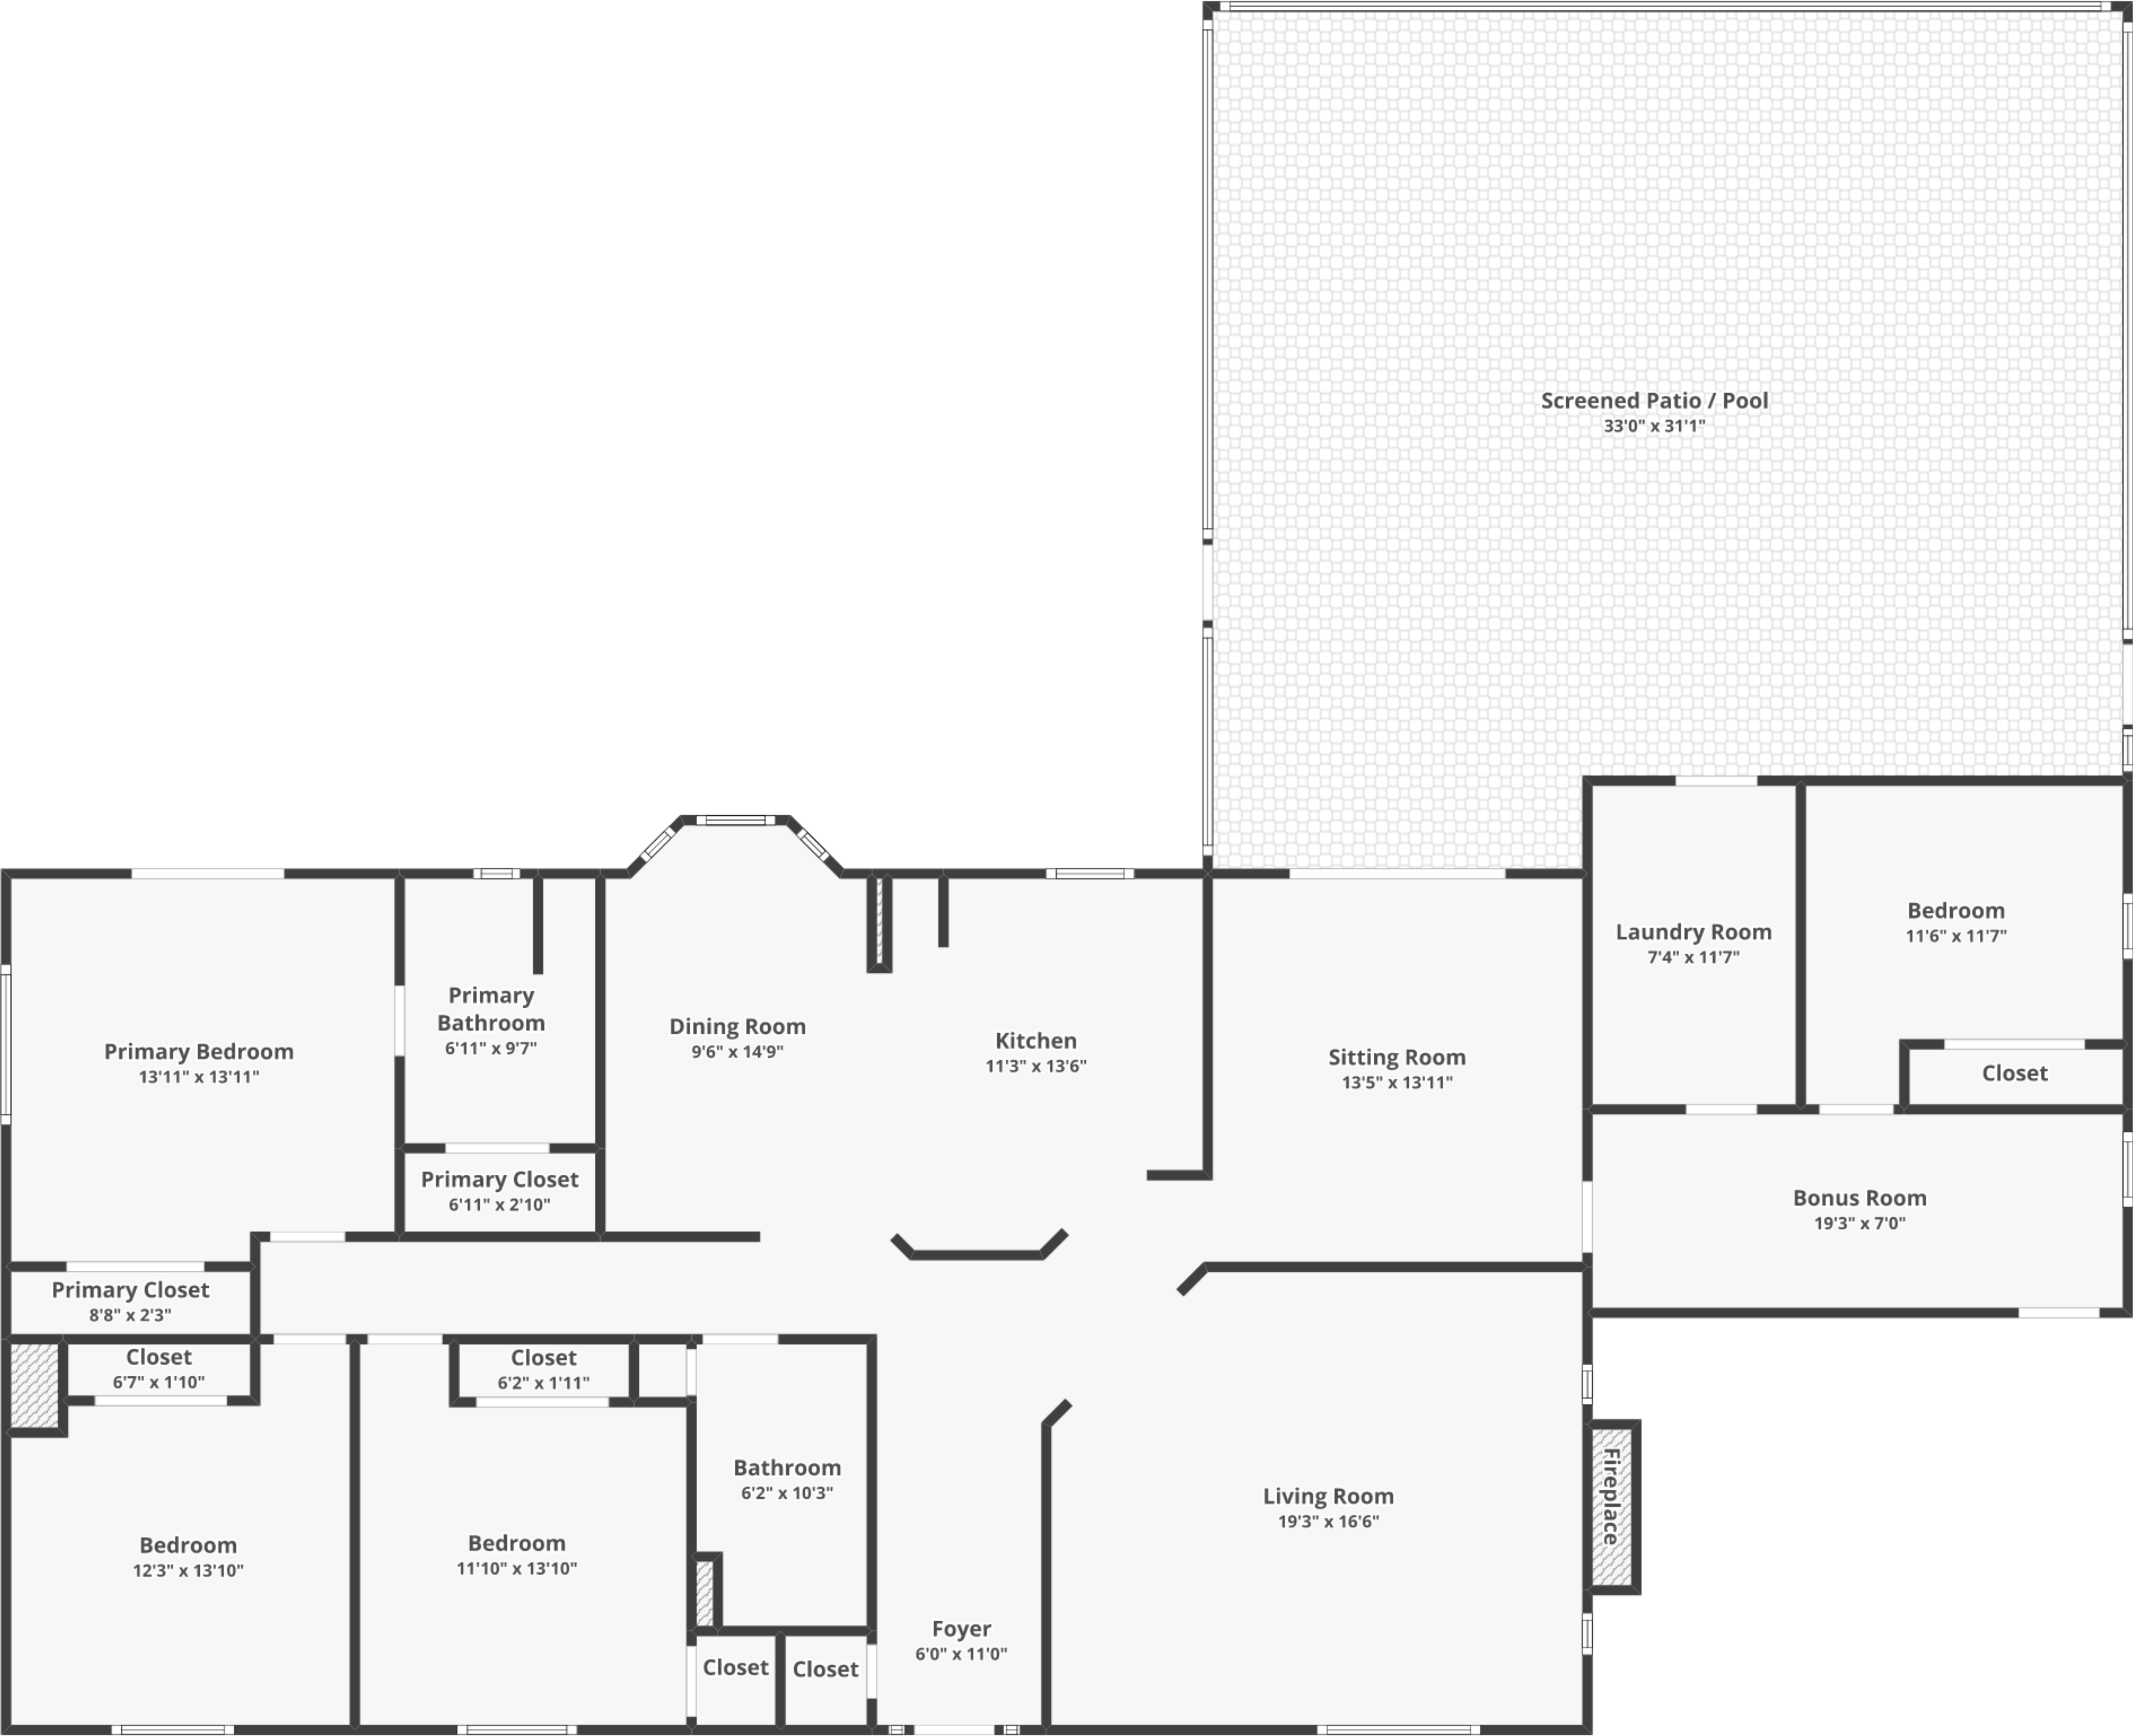 Screened Patio / Pool
33'0" x 31'1"
Laundry Room
7'4" x 11'7"
Bedroom
11'6" x 11'7"
Closet
Primary Bedroom
13'11" x 13'11"
Primary
Bathroom
6'11" x 9'7"
Dining Room
9'6" x 14'9"
Kitchen
11'3" x 13'6"
Sitting Room
13'5" x 13'11"
Primary Closet
6'11" x 2'10"
Bonus Room
19'3" x 7'0"
Primary Closet
8'8" x 2'3"
Closet
6'7" x 1'10"
Closet
6'2" x 1'11"
Bathroom
6'2" x 10'3"
Living Room
19'3" x 16'6"
Fireplace
Bedroom
12'3" x 13'10"
Bedroom
11'10" x 13'10"
Foyer
6'0" x 11'0"
Closet
Closet